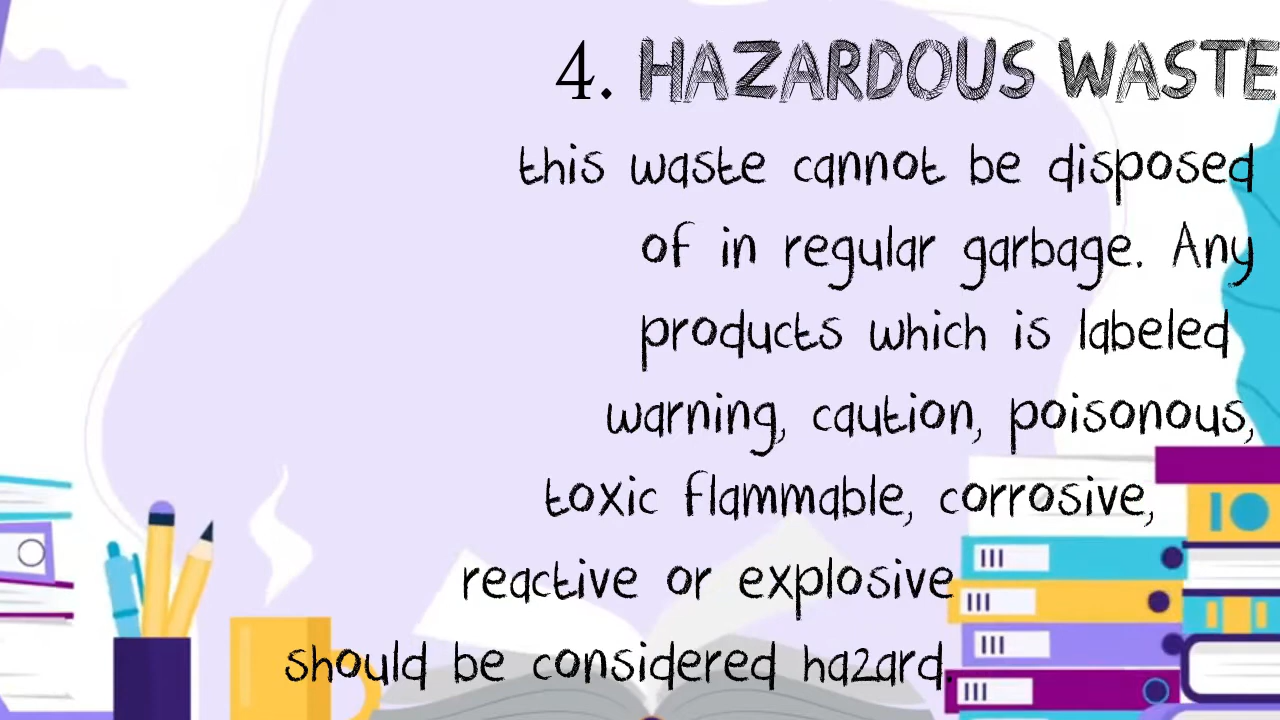 4. HAZARDOUS WASTE
this waste cannot be disposed
of in regular garbage. Any
products which is labeled
warning, caution, poisonous,
toxic flammable, corrosive,
reactive or explosive
should be considered hazard.